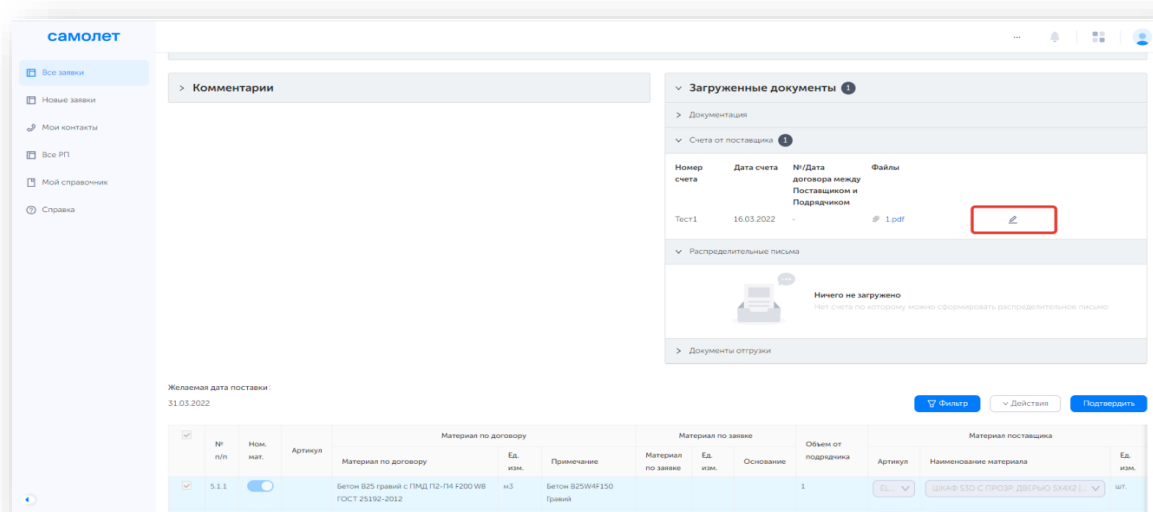 самолет
...
Все заявки
Новые заявки
Мои контакты
Все РП
Мой справочник
Справка
> Комментарии
Загруженные документы 1
> Документация
Счета от поставщика 1
Номер счета
Дата счета
№/Дата договора между Поставщиком и Подрядчиком
Файлы
Тест1 16.03.2022 - 1.pdf
Распределительные письма
Ничего не загружено
Нет счета по которому можно сформировать распределительное письмо
> Документы отгрузки
Желаемая дата поставки:
31.03.2022
Фильтр
Действия
Подтвердить
№ п/п
Ном. мат.
Артикул
Материал по договору
Материал по договору
Ед. изм.
Примечание
Материал по заявке
Материал по заявке
Ед. изм.
Основание
Объем от подрядчика
Материал поставщика
Артикул
Наименование материала
Ед. изм.
5.1.1
Бетон B25 гравий с ПМД П2-П4 F200 W8
ГОСТ 25192-2012
м3
Бетон B25W4F150
Гравий
1
EL...
ШКАФ S3D С ПРОЗР. ДВЕРЬЮ 5X4X2 (...
шт.